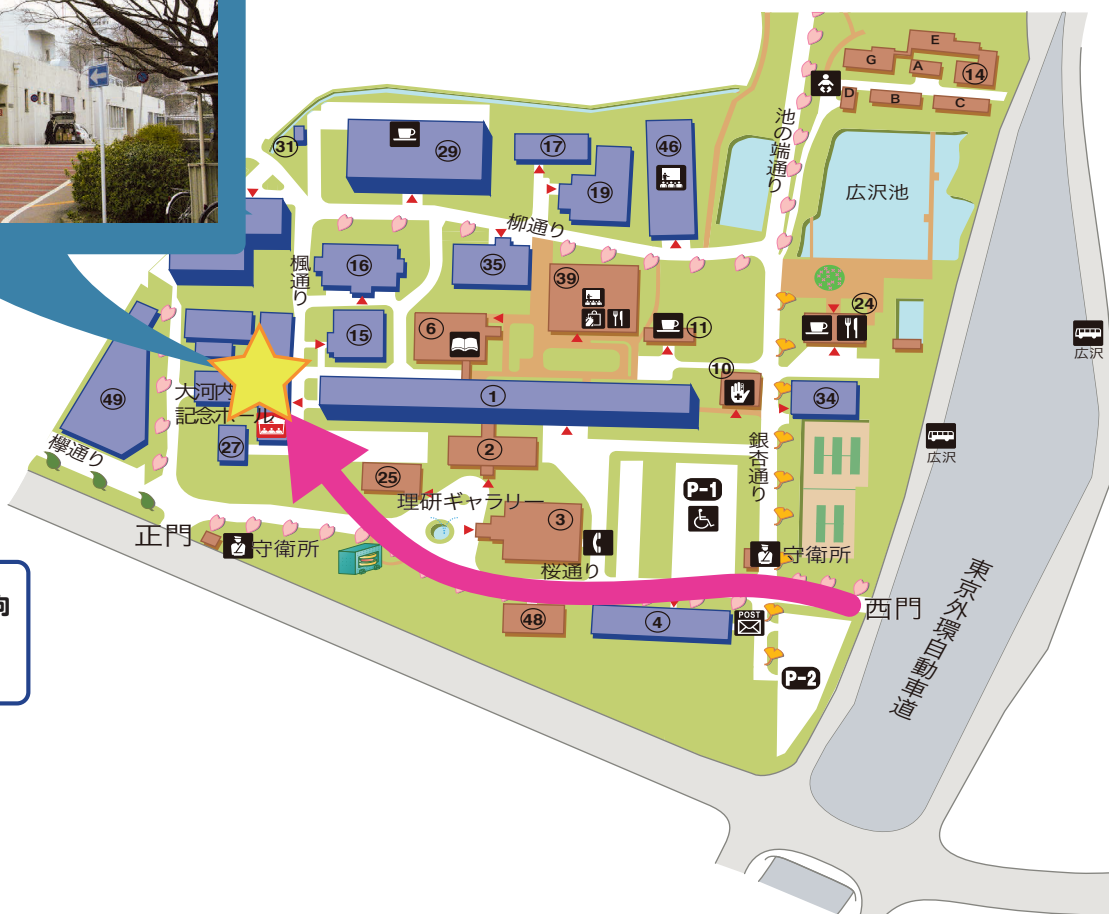 E
G
A
14
D
B
C
池の端通り
広沢池
31
29
17
19
46
柳通り
楓通り
16
35
39
24
広沢
6
11
15
10
1
34
大河内
記念ホール
49
27
2
銀杏通り
広沢
欅通り
25
P-1
理研ギャラリー
3
正門
守衛所
守衛所
桜通り
東京外環自動車道
西門
48
4
POST
P-2